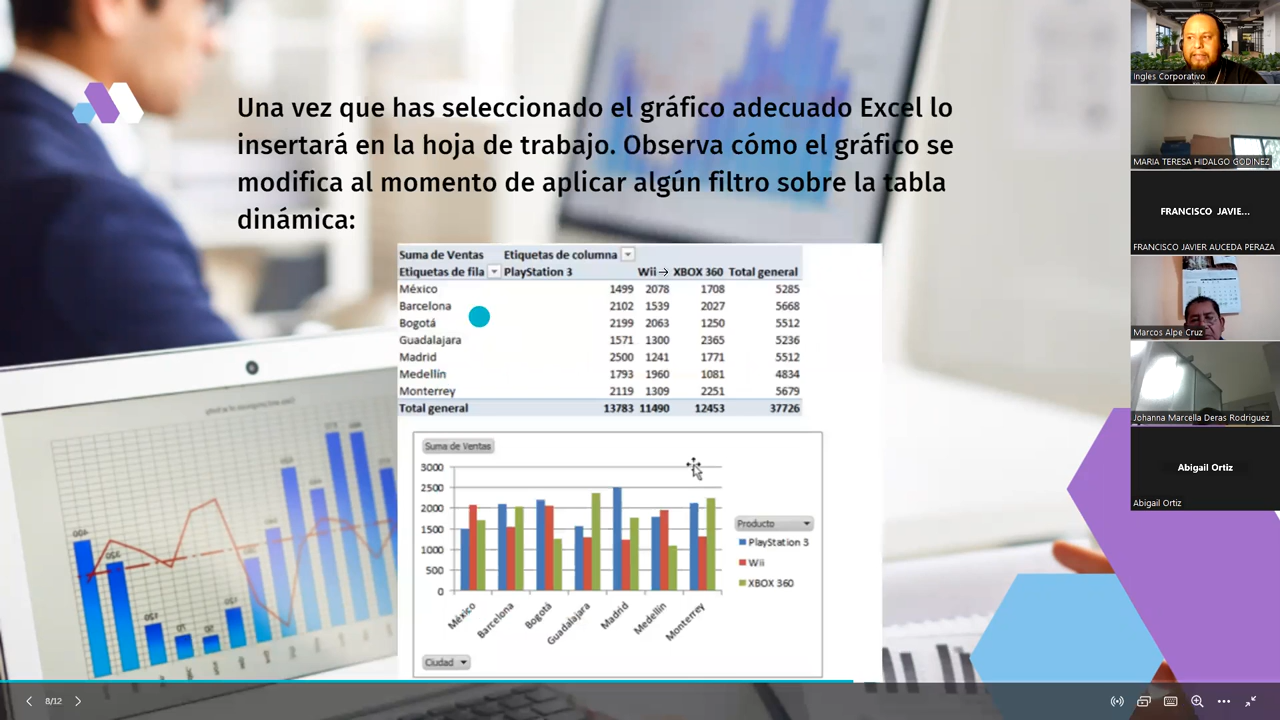 Una vez que has seleccionado el gráfico adecuado Excel lo
insertará en la hoja de trabajo. Observa cómo el gráfico se
modifica al momento de aplicar algún filtro sobre la tabla
dinámica:
Suma de Ventas Etiquetas de columna
Etiquetas de fila PlayStation 3 Wii XBOX 360 Total general
México 1499 2078 1708 5285
Barcelona 2102 1539 2027 5668
Bogotá 2199 2063 1250 5512
Guadalajara 1571 1300 2365 5236
Madrid 2500 1241 1771 5512
Medellín 1793 1960 1081 4834
Monterrey 2119 1309 2251 5679
Total general 13783 11490 12453 37726
Suma de Ventas
3000
2500
2000
1500
1000
500
0
México Barcelona Bogotá Guadalajara Madrid Medellín Monterrey
Producto
PlayStation 3
Wii
XBOX 360
Ciudad
8/12
Ingles Corporativo
MARIA TERESA HIDALGO GODINEZ
FRANCISCO JAVIE...
FRANCISCO JAVIER AUCEDA PERAZA
Marcos Alpe Cruz
Johanna Marcella Deras Rodriguez
Abigail Ortiz
Abigail Ortiz